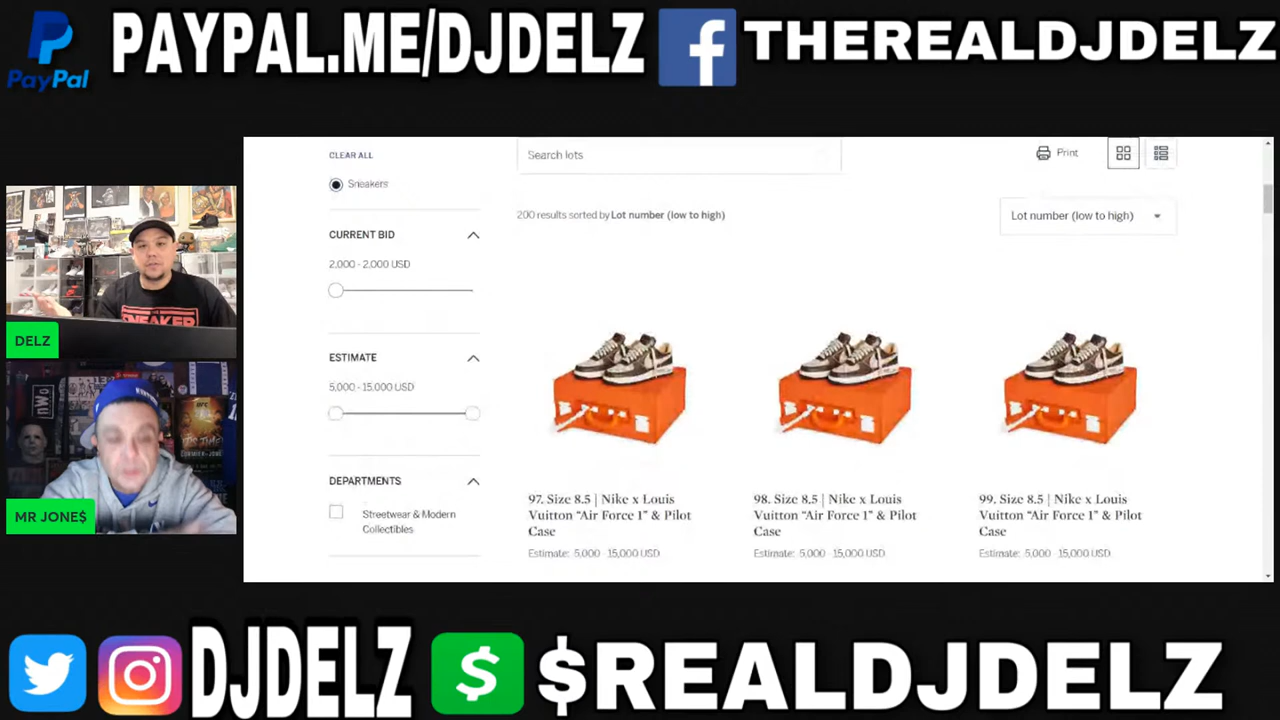 PayPal
PAYPAL.ME/DJDELZ
THEREALDJDELZ
CLEAR ALL
Sneakers
CURRENT BID
2,000 - 2,000 USD
ESTIMATE
5,000 - 15,000 USD
DEPARTMENTS
Streetwear & Modern
Collectibles
Search lots
Print
200 results sorted by Lot number (low to high)
Lot number (low to high)
97. Size 8.5 | Nike x Louis
Vuitton “Air Force 1” & Pilot
Case
Estimate: 5,000 - 15,000 USD
98. Size 8.5 | Nike x Louis
Vuitton “Air Force 1” & Pilot
Case
Estimate: 5,000 - 15,000 USD
99. Size 8.5 | Nike x Louis
Vuitton “Air Force 1” & Pilot
Case
Estimate: 5,000 - 15,000 USD
SNEAKER
DELZ
nWo
MR JONE$
DJDELZ
$REALDJDELZ